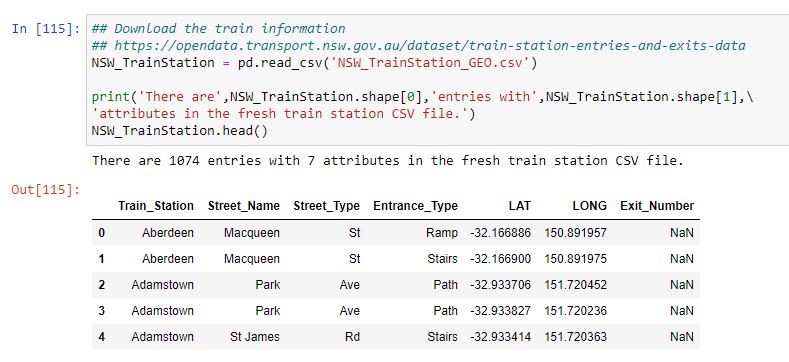 In [115]: ## Download the train information
## https://opendata.transport.nsw.gov.au/dataset/train-station-entries-and-exits-data
NSW_TrainStation = pd.read_csv('NSW_TrainStation_GEO.csv')
print('There are',NSW_TrainStation.shape[0],'entries with',NSW_TrainStation.shape[1],\
'attributes in the fresh train station CSV file.')
NSW_TrainStation.head()
There are 1074 entries with 7 attributes in the fresh train station CSV file.
Out[115]:
Train_Station Street_Name Street_Type Entrance_Type LAT LONG Exit_Number
0 Aberdeen Macqueen St Ramp -32.166886 150.891957 NaN
1 Aberdeen Macqueen St Stairs -32.166900 150.891975 NaN
2 Adamstown Park Ave Path -32.933706 151.720452 NaN
3 Adamstown Park Ave Path -32.933827 151.720236 NaN
4 Adamstown St James Rd Stairs -32.933414 151.720363 NaN